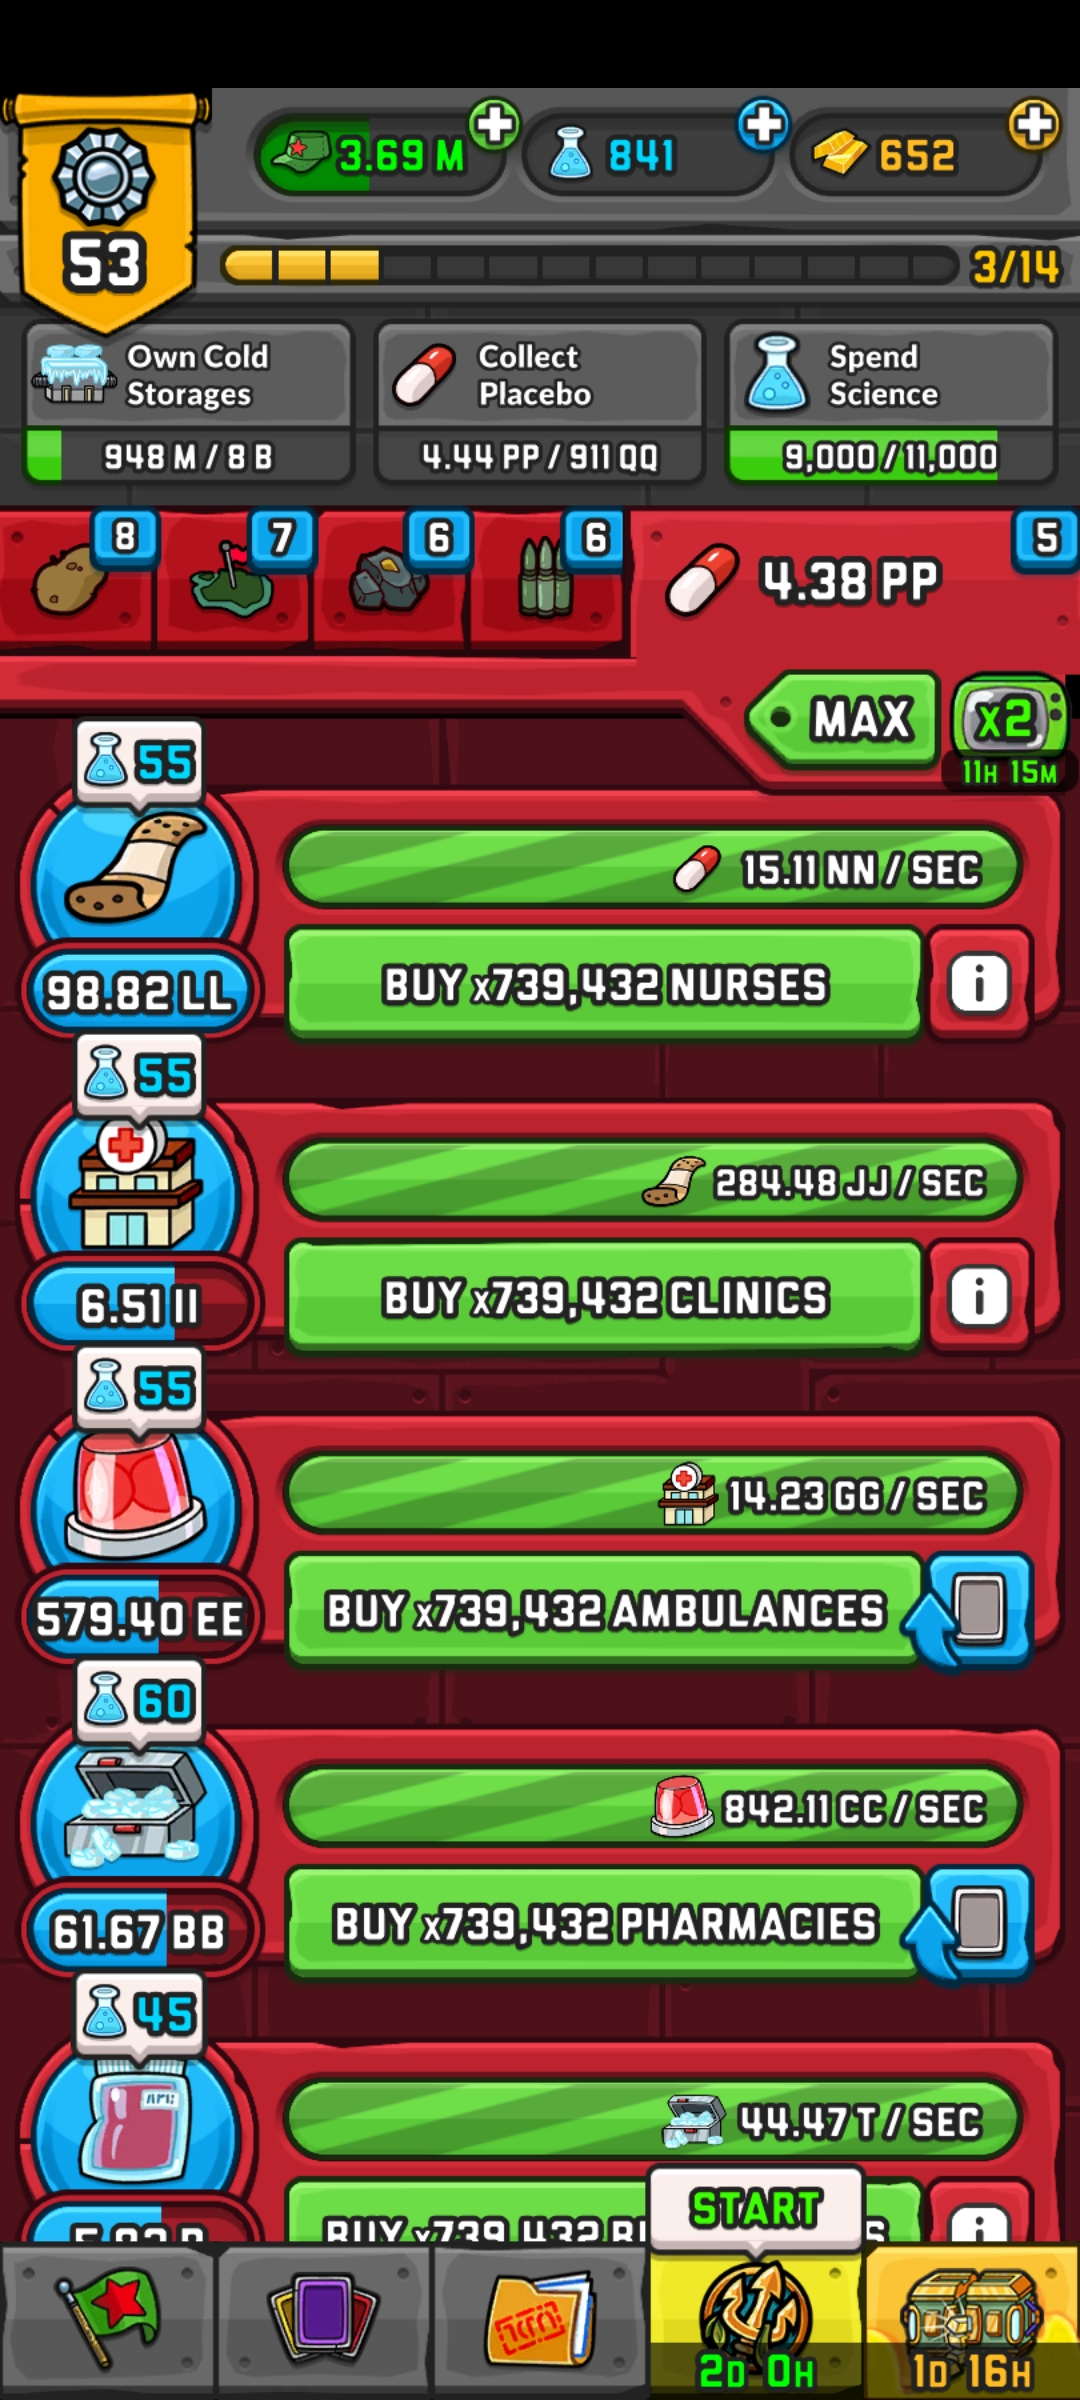 53
3.69 M
841
652
3/14
Own Cold
Storages
948 M / 8 B
Collect
Placebo
4.44 PP / 911 QQ
Spend
Science
9,000 / 11,000
8
7
6
6
5
4.38 PP
MAX
x2
11H 15M
55
15.11 NN / SEC
98.82 LL
BUY x739,432 NURSES
55
284.48 JJ / SEC
6.51 II
BUY x739,432 CLINICS
55
14.23 GG / SEC
579.40 EE
BUY x739,432 AMBULANCES
60
842.11 CC / SEC
61.67 BB
BUY x739,432 PHARMACIES
45
44.47 T / SEC
BUY x739,432
START
2D 0H
1D 16H